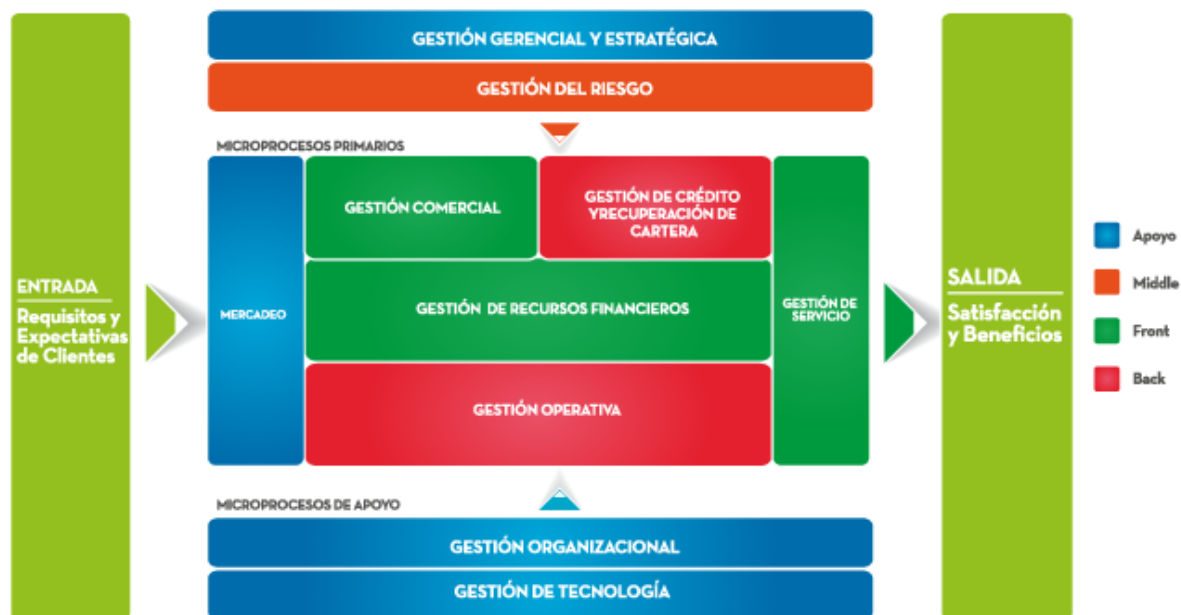 GESTIÓN GERENCIAL Y ESTRATÉGICA
GESTIÓN DEL RIESGO
MICROPROCESOS PRIMARIOS
ENTRADA
Requisitos y
Expectativas
de Clientes
MERCADEO
GESTIÓN COMERCIAL
GESTIÓN DE CRÉDITO
YRECUPERACIÓN DE
CARTERA
GESTIÓN DE RECURSOS FINANCIEROS
GESTIÓN OPERATIVA
GESTIÓN DE
SERVICIO
SALIDA
Satisfacción
y Beneficios
Apoyo
Middle
Front
Back
MICROPROCESOS DE APOYO
GESTIÓN ORGANIZACIONAL
GESTIÓN DE TECNOLOGÍA